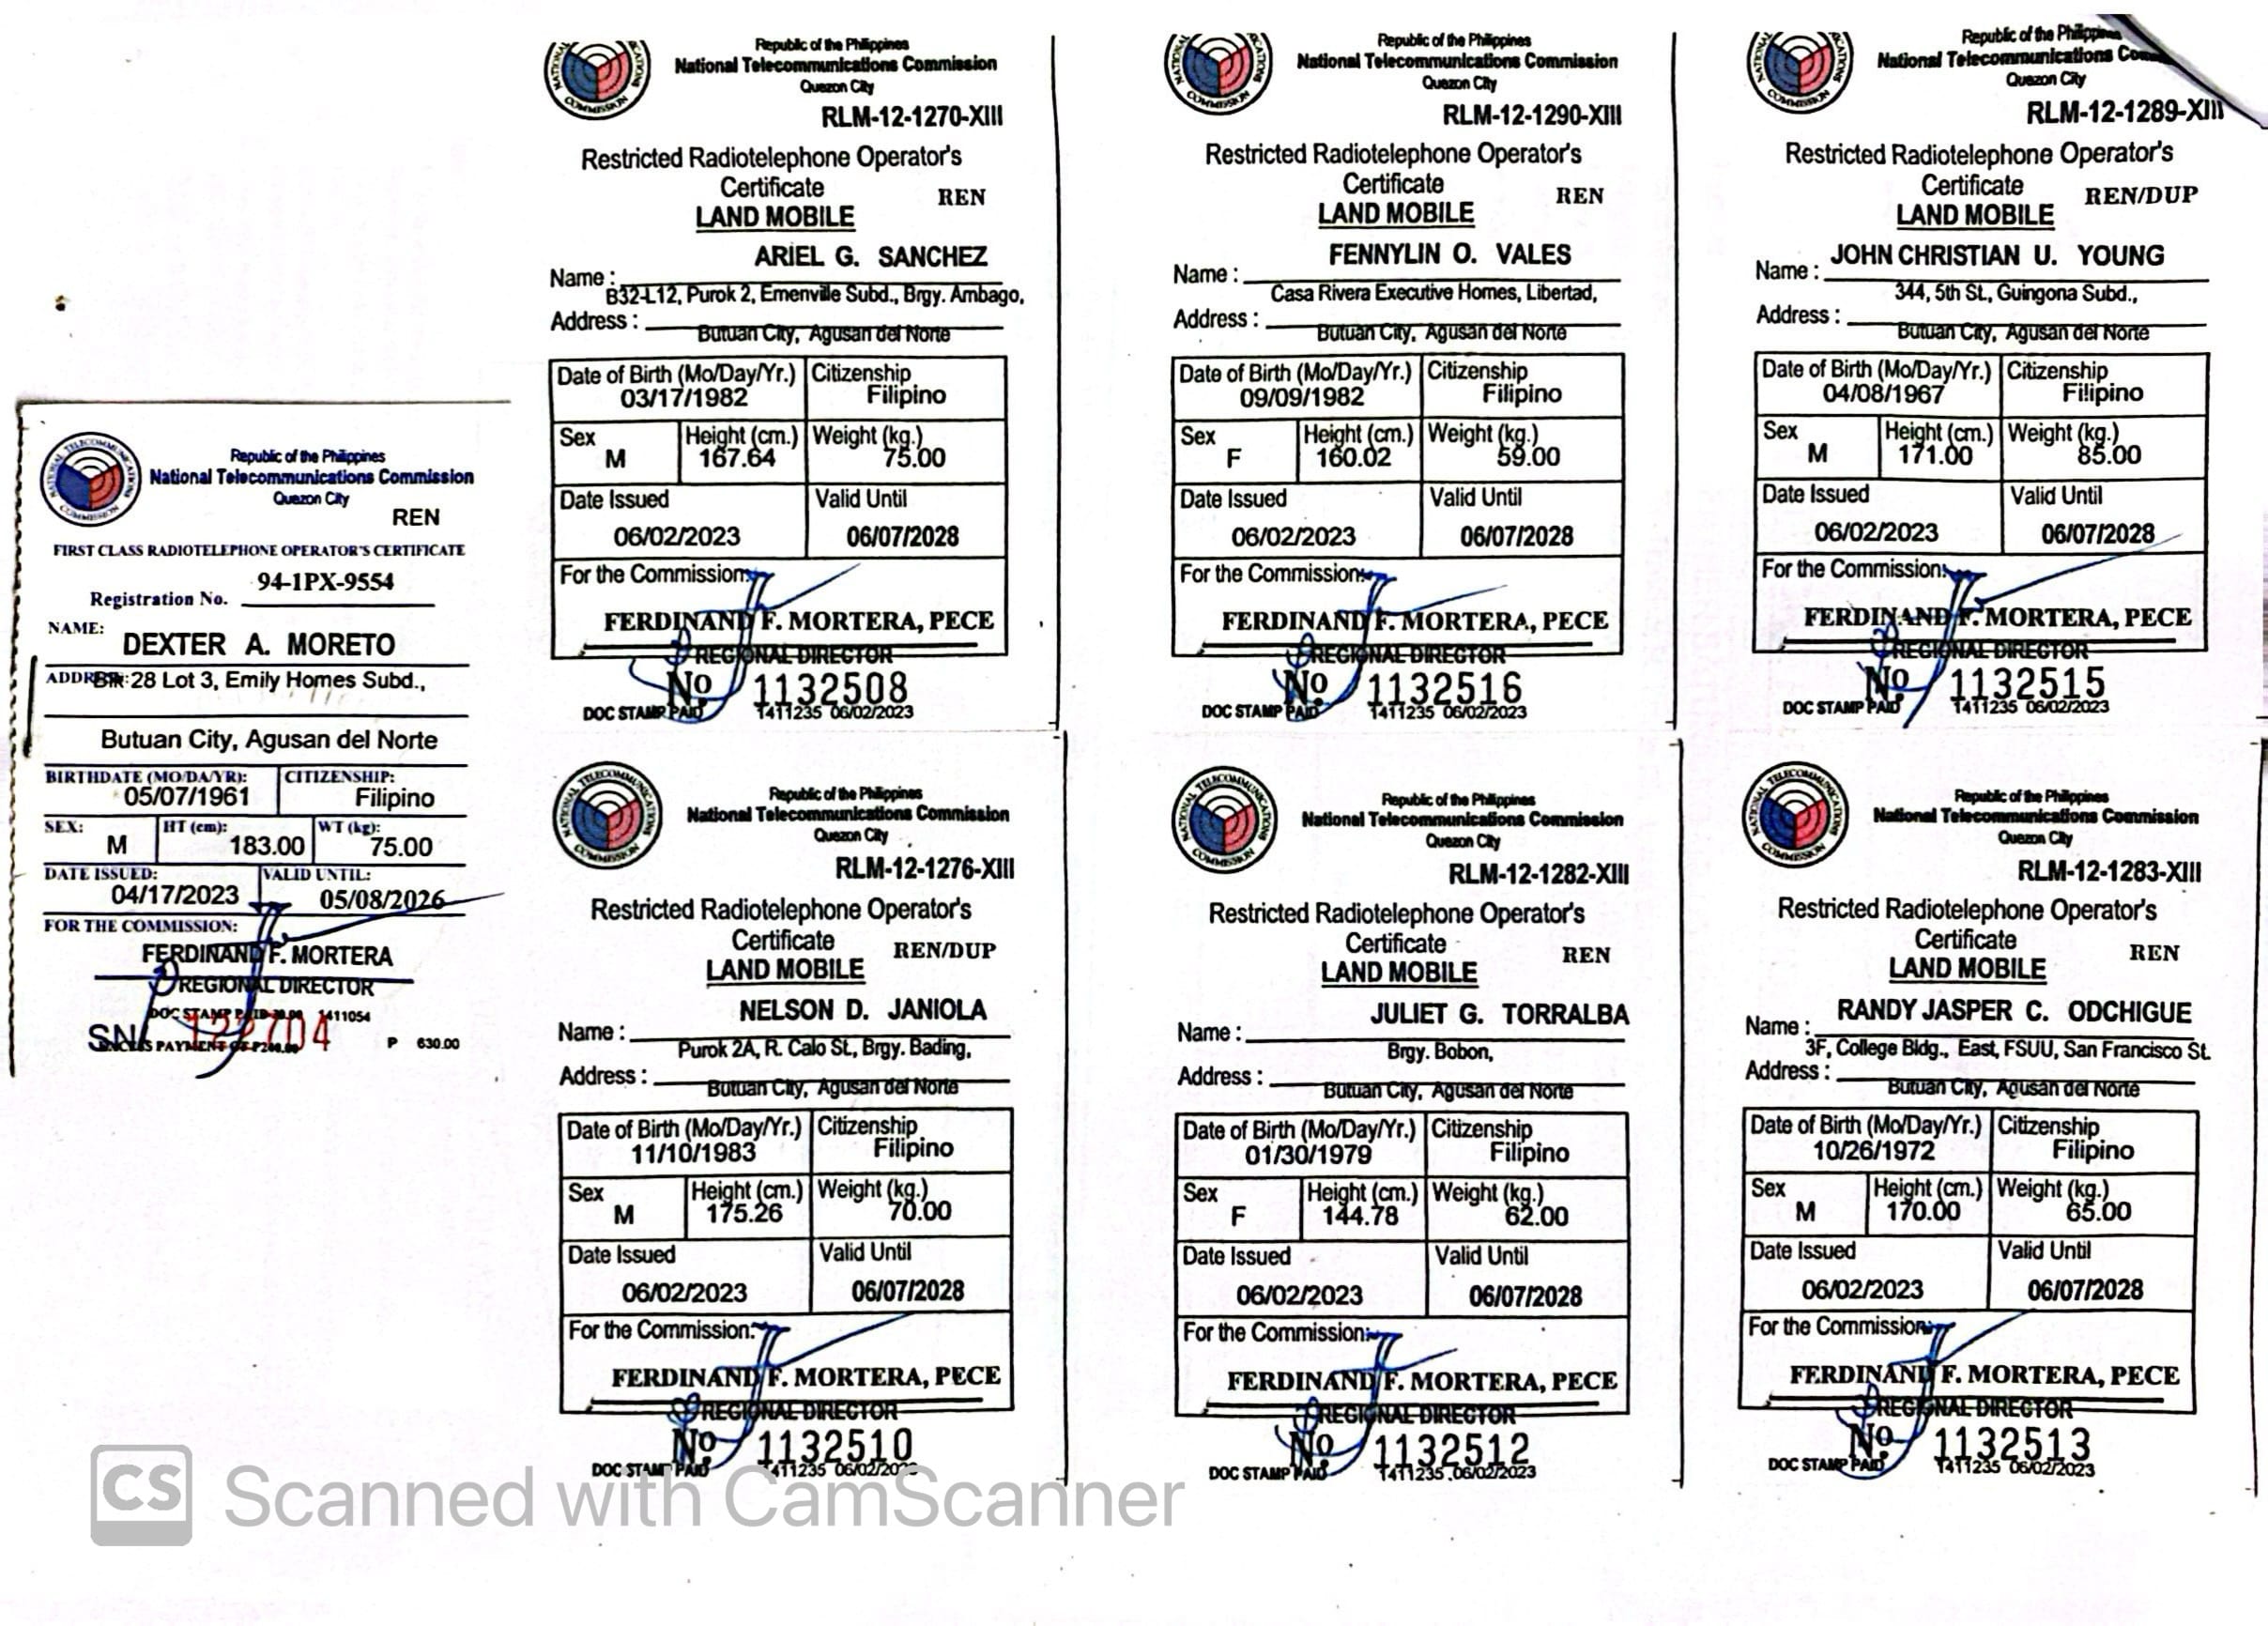 Republic of the Philippines
National Telecommunications Commission
Quezon City
REN
FIRST CLASS RADIOTELEPHONE OPERATOR'S CERTIFICATE
94-1PX-9554
Registration No.
NAME:
DEXTER A. MORETO
Blk 28 Lot 3, Emily Homes Subd.,
Butuan City, Agusan del Norte
BIRTHDATE (MO/DA/YR): CITIZENSHIP:
05/07/1961 Filipino
SEX: HT (cm): WT (kg):
M 183.00 75.00
DATE ISSUED: VALID UNTIL:
04/17/2023 05/08/2026
FOR THE COMMISSION:
FERDINAND F. MORTERA
REGIONAL DIRECTOR
DOC STAMP PAID 1411054
SN 122704
P 630.00
Republic of the Philippines
National Telecommunications Commission
Quezon City
RLM-12-1270-XIII
Restricted Radiotelephone Operator's
Certificate REN
LAND MOBILE
ARIEL G. SANCHEZ
Name :
B32-L12, Purok 2, Emenville Subd., Brgy. Ambago,
Address :
Butuan City, Agusan del Norte
Date of Birth (Mo/Day/Yr.) Citizenship
03/17/1982 Filipino
Sex Height (cm.) Weight (kg.)
M 167.64 75.00
Date Issued Valid Until
06/02/2023 06/07/2028
For the Commission:
FERDINAND F. MORTERA, PECE
REGIONAL DIRECTOR
No 1132508
DOC STAMP PAID 1411235 06/02/2023
Republic of the Philippines
National Telecommunications Commission
Quezon City
RLM-12-1290-XIII
Restricted Radiotelephone Operator's
Certificate REN
LAND MOBILE
FENNYLIN O. VALES
Name :
Casa Rivera Executive Homes, Libertad,
Address :
Butuan City, Agusan del Norte
Date of Birth (Mo/Day/Yr.) Citizenship
09/09/1982 Filipino
Sex Height (cm.) Weight (kg.)
F 160.02 59.00
Date Issued Valid Until
06/02/2023 06/07/2028
For the Commission:
FERDINAND F. MORTERA, PECE
REGIONAL DIRECTOR
No. 1132516
DOC STAMP PAID 1411235 06/02/2023
Republic of the Philippines
National Telecommunications
Quezon City
RLM-12-1289-XIII
Restricted Radiotelephone Operator's
Certificate REN/DUP
LAND MOBILE
JOHN CHRISTIAN U. YOUNG
Name :
344, 5th St., Guingona Subd.,
Address :
Butuan City, Agusan del Norte
Date of Birth (Mo/Day/Yr.) Citizenship
04/08/1967 Filipino
Sex Height (cm.) Weight (kg.)
M 171.00 85.00
Date Issued Valid Until
06/02/2023 06/07/2028
For the Commission:
FERDINAND F. MORTERA, PECE
REGIONAL DIRECTOR
No. 1132515
DOC STAMP PAID 1411235 06/02/2023
Republic of the Philippines
National Telecommunications Commission
Quezon City
RLM-12-1276-XIII
Restricted Radiotelephone Operator's
Certificate REN/DUP
LAND MOBILE
NELSON D. JANIOLA
Name :
Purok 2A, R. Calo St., Brgy. Bading,
Address :
Butuan City, Agusan del Norte
Date of Birth (Mo/Day/Yr.) Citizenship
11/10/1983 Filipino
Sex Height (cm.) Weight (kg.)
M 175.26 70.00
Date Issued Valid Until
06/02/2023 06/07/2028
For the Commission:
FERDINAND F. MORTERA, PECE
REGIONAL DIRECTOR
No. 1132510
DOC STAMP PAID 1411235 06/02/2023
Republic of the Philippines
National Telecommunications Commission
Quezon City
RLM-12-1282-XIII
Restricted Radiotelephone Operator's
Certificate REN
LAND MOBILE
JULIET G. TORRALBA
Name :
Brgy. Bobon,
Address :
Butuan City, Agusan del Norte
Date of Birth (Mo/Day/Yr.) Citizenship
01/30/1979 Filipino
Sex Height (cm.) Weight (kg.)
F 144.78 62.00
Date Issued Valid Until
06/02/2023 06/07/2028
For the Commission:
FERDINAND F. MORTERA, PECE
REGIONAL DIRECTOR
No. 1132512
DOC STAMP PAID 1411235 06/02/2023
Republic of the Philippines
National Telecommunications Commission
Quezon City
RLM-12-1283-XIII
Restricted Radiotelephone Operator's
Certificate REN
LAND MOBILE
RANDY JASPER C. ODCHIGUE
Name :
3F, College Bldg., East, FSUU, San Francisco St.
Address :
Butuan City, Agusan del Norte
Date of Birth (Mo/Day/Yr.) Citizenship
10/26/1972 Filipino
Sex Height (cm.) Weight (kg.)
M 170.00 65.00
Date Issued Valid Until
06/02/2023 06/07/2028
For the Commission:
FERDINAND F. MORTERA, PECE
REGIONAL DIRECTOR
No. 1132513
DOC STAMP PAID 1411235 06/02/2023
CS Scanned with CamScanner